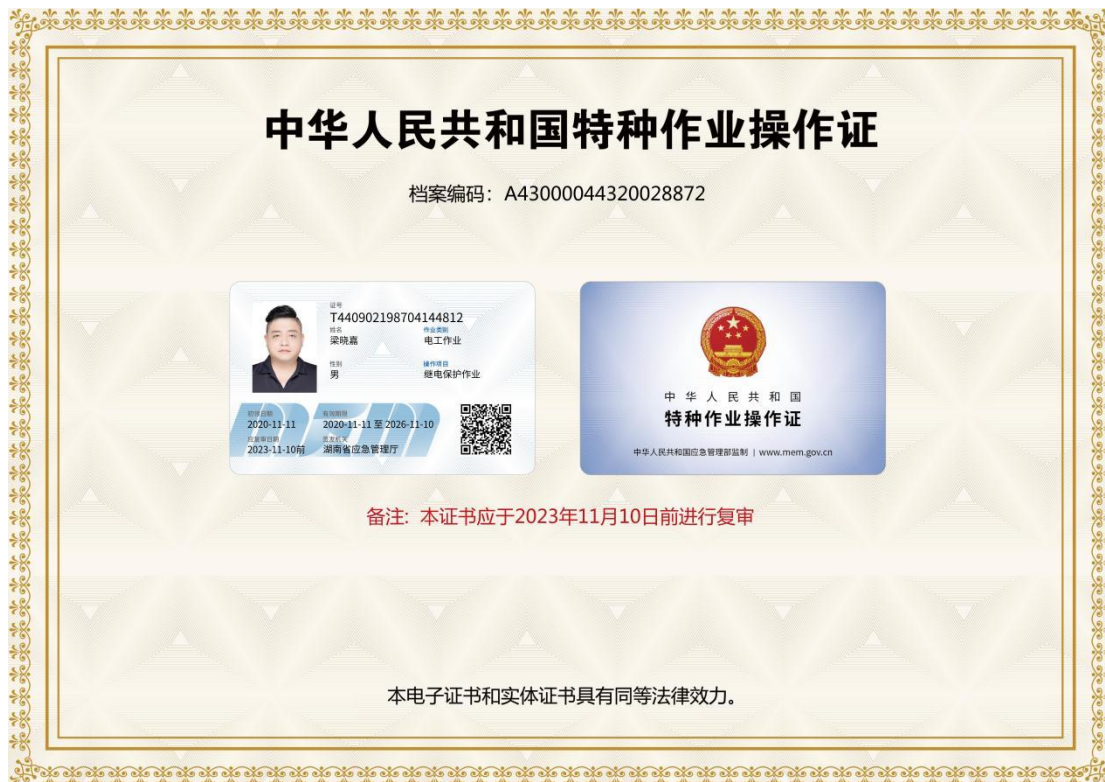 中华人民共和国特种作业操作证
档案编码：A43000044320028872
证号
T440902198704144812
姓名 作业类别
梁晓嘉 电工作业
性别 操作项目
男 继电保护作业
初领日期 有效期限
2020-11-11 2020-11-11 至 2026-11-10
应复审日期 签发机关
2023-11-10前 湖南省应急管理厅
中华人民共和国
特种作业操作证
中华人民共和国应急管理部监制 | www.mem.gov.cn
备注: 本证书应于2023年11月10日前进行复审
本电子证书和实体证书具有同等法律效力。